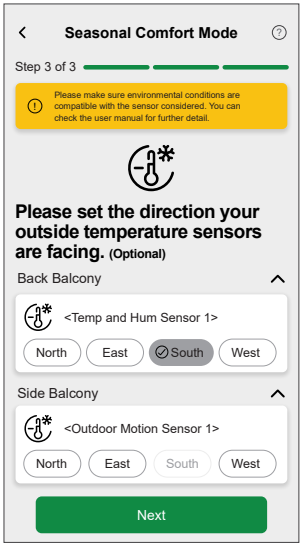 Seasonal Comfort Mode ?
Step 3 of 3
Please make sure environmental conditions are
compatible with the sensor considered. You can
check the user manual for further detail.
Please set the direction your
outside temperature sensors
are facing. (Optional)
Back Balcony
<Temp and Hum Sensor 1>
North East South West
Side Balcony
<Outdoor Motion Sensor 1>
North East South West
Next